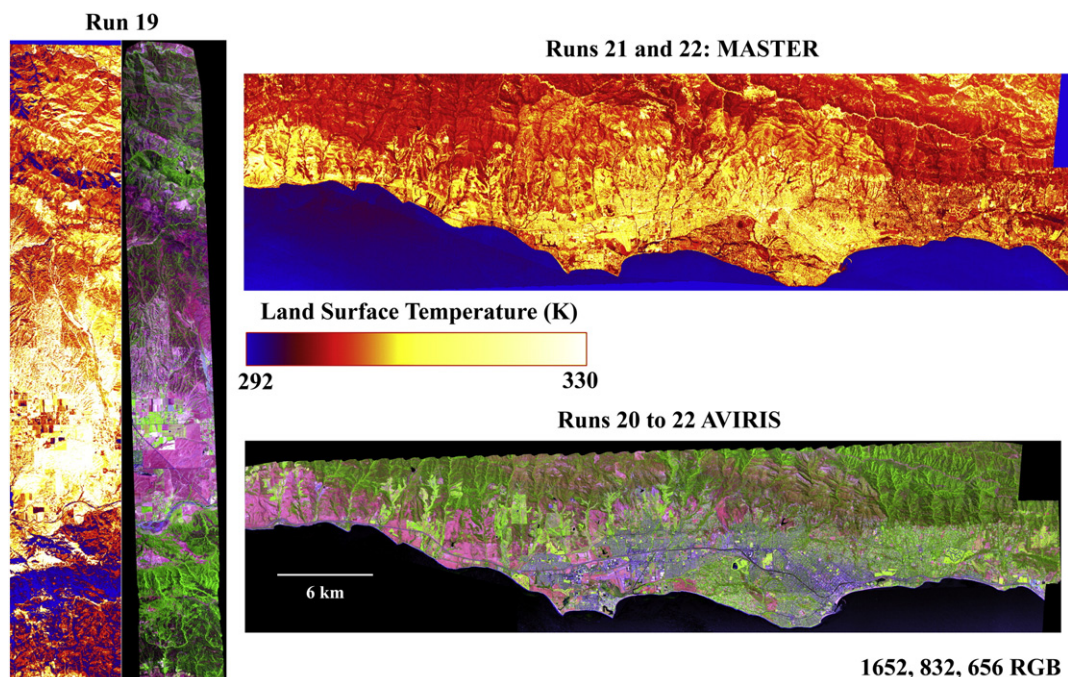 Run 19
Runs 21 and 22: MASTER
Land Surface Temperature (K)
292 330
Runs 20 to 22 AVIRIS
6 km
1652, 832, 656 RGB